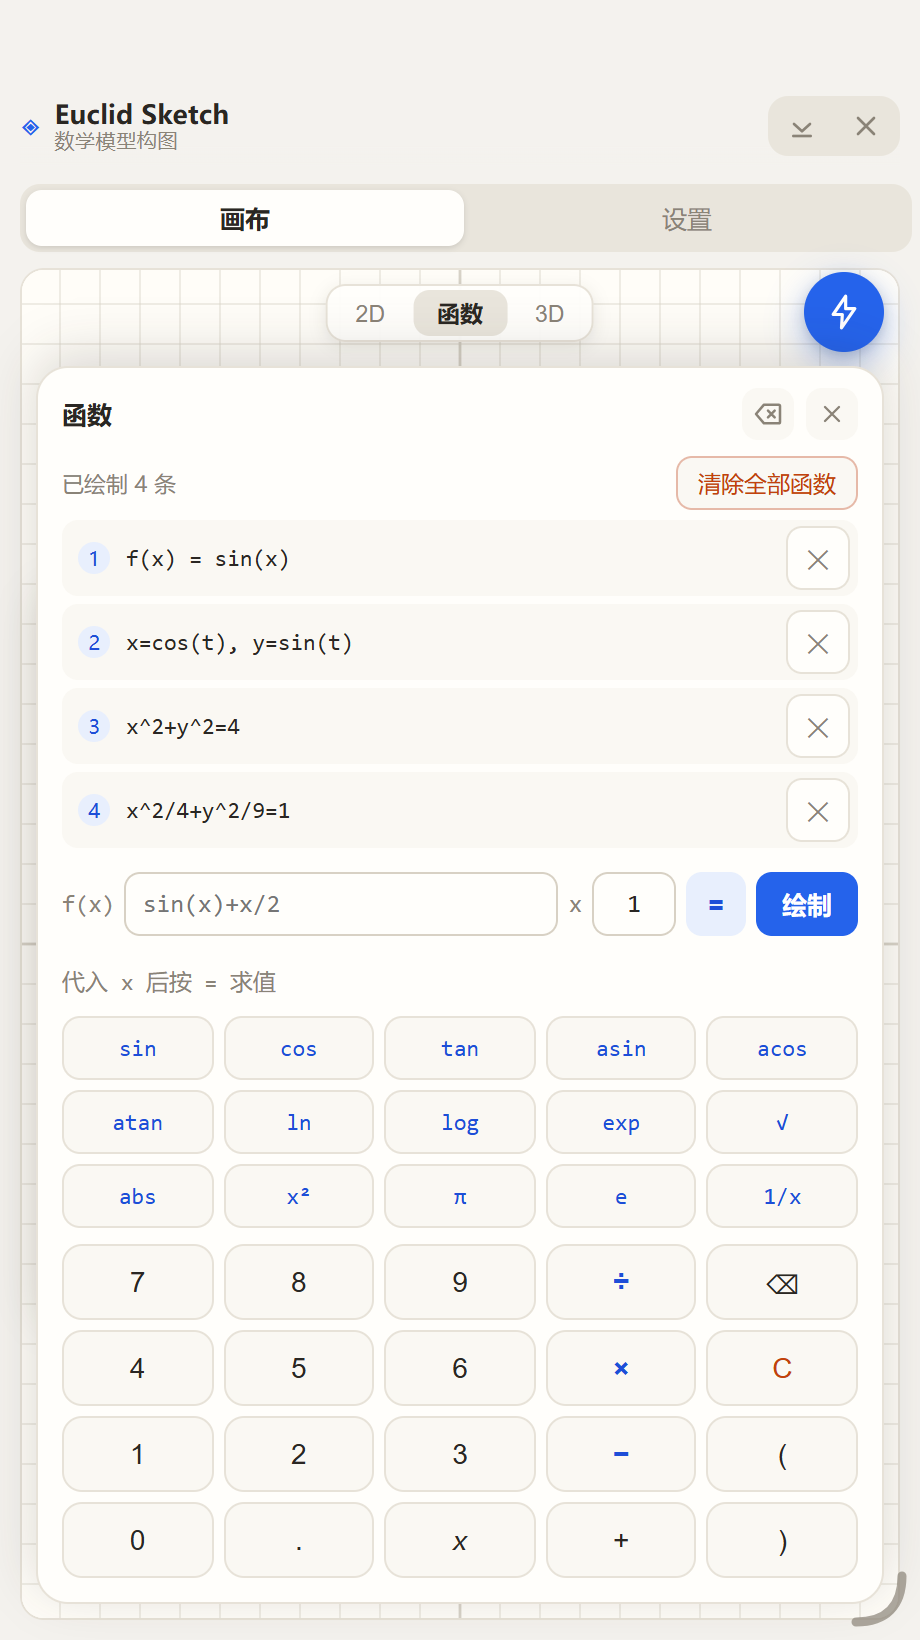 Euclid Sketch
数学模型构图
画布 设置
2D 函数 3D
函数
已绘制 4 条 清除全部函数
1 f(x) = sin(x)
2 x=cos(t), y=sin(t)
3 x^2+y^2=4
4 x^2/4+y^2/9=1
f(x) sin(x)+x/2 x 1 = 绘制
代入 x 后按 = 求值
sin cos tan asin acos
atan ln log exp √
abs x² π e 1/x
7 8 9 ÷ ⌫
4 5 6 × C
1 2 3 − (
0 . x + )